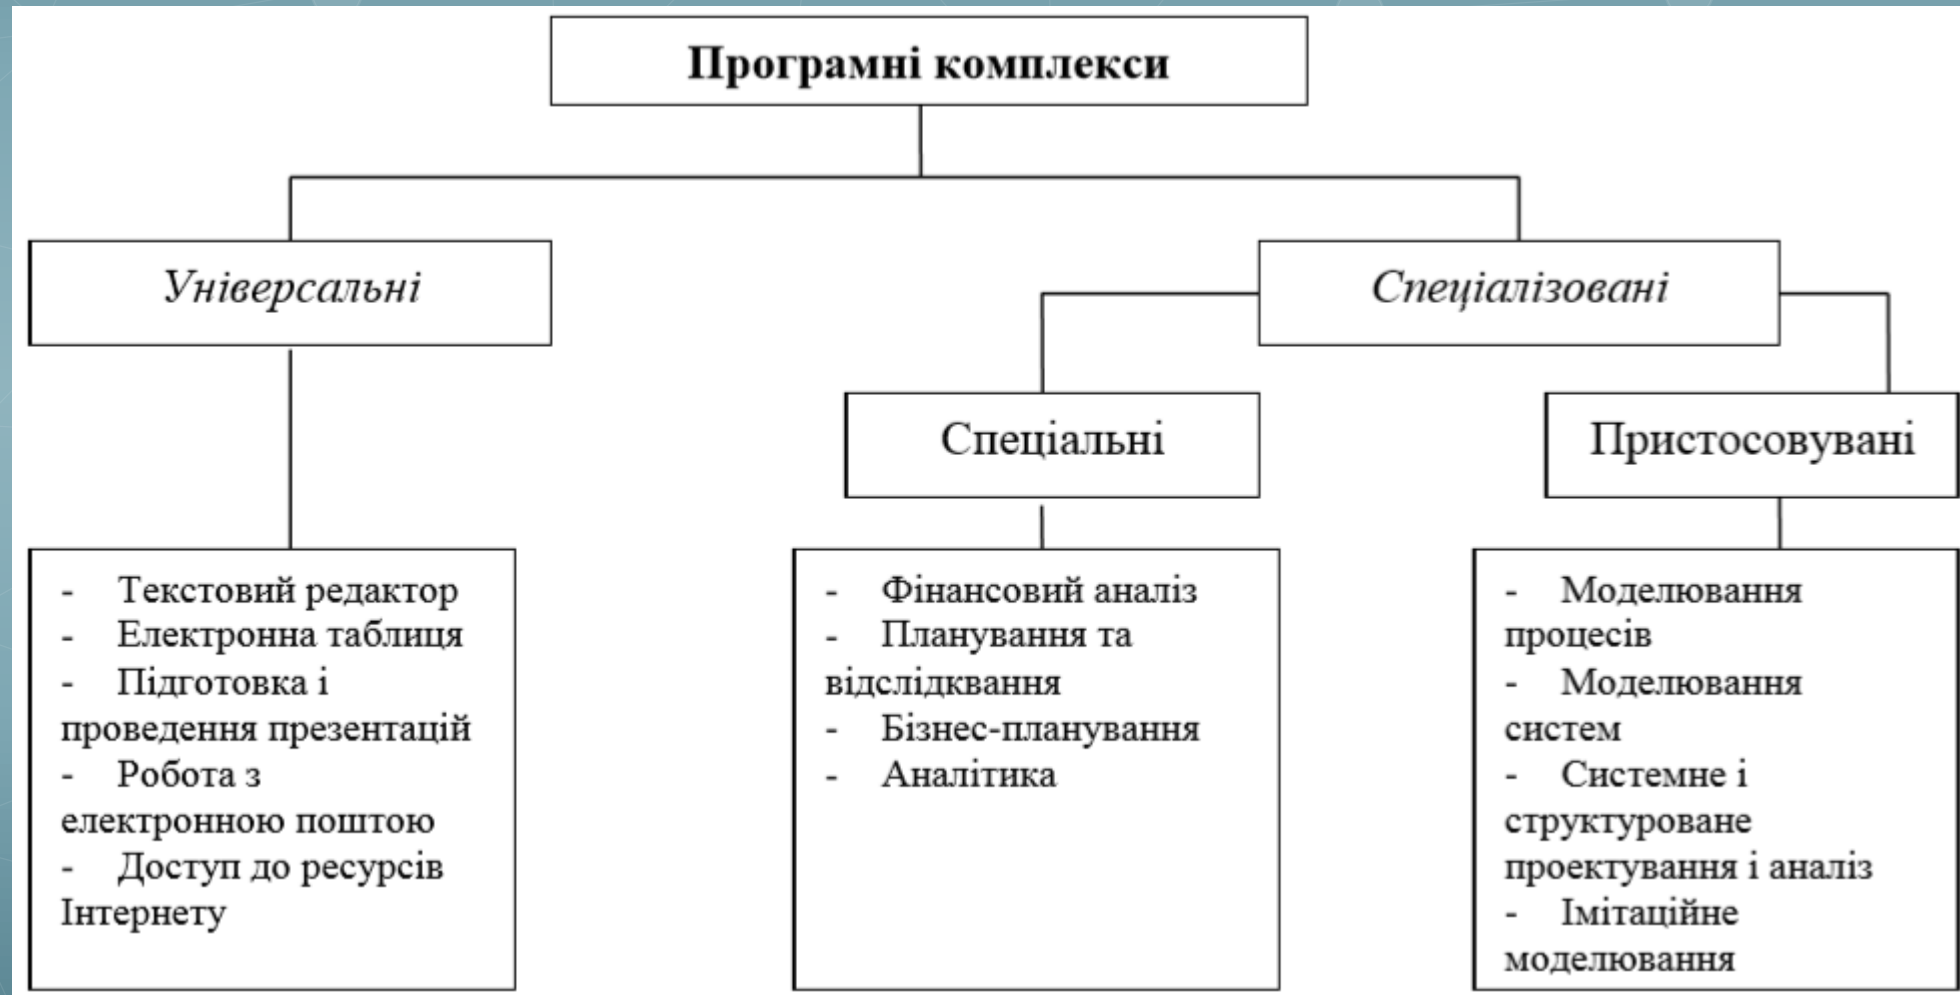 Програмні комплекси
Універсальні
Спеціалізовані
Спеціальні
Пристосовувані
- Текстовий редактор
- Електронна таблиця
- Підготовка і
проведення презентацій
- Робота з
електронною поштою
- Доступ до ресурсів
Інтернету
- Фінансовий аналіз
- Планування та
відслідквання
- Бізнес-планування
- Аналітика
- Моделювання
процесів
- Моделювання
систем
- Системне і
структуроване
проектування і аналіз
- Імітаційне
моделювання